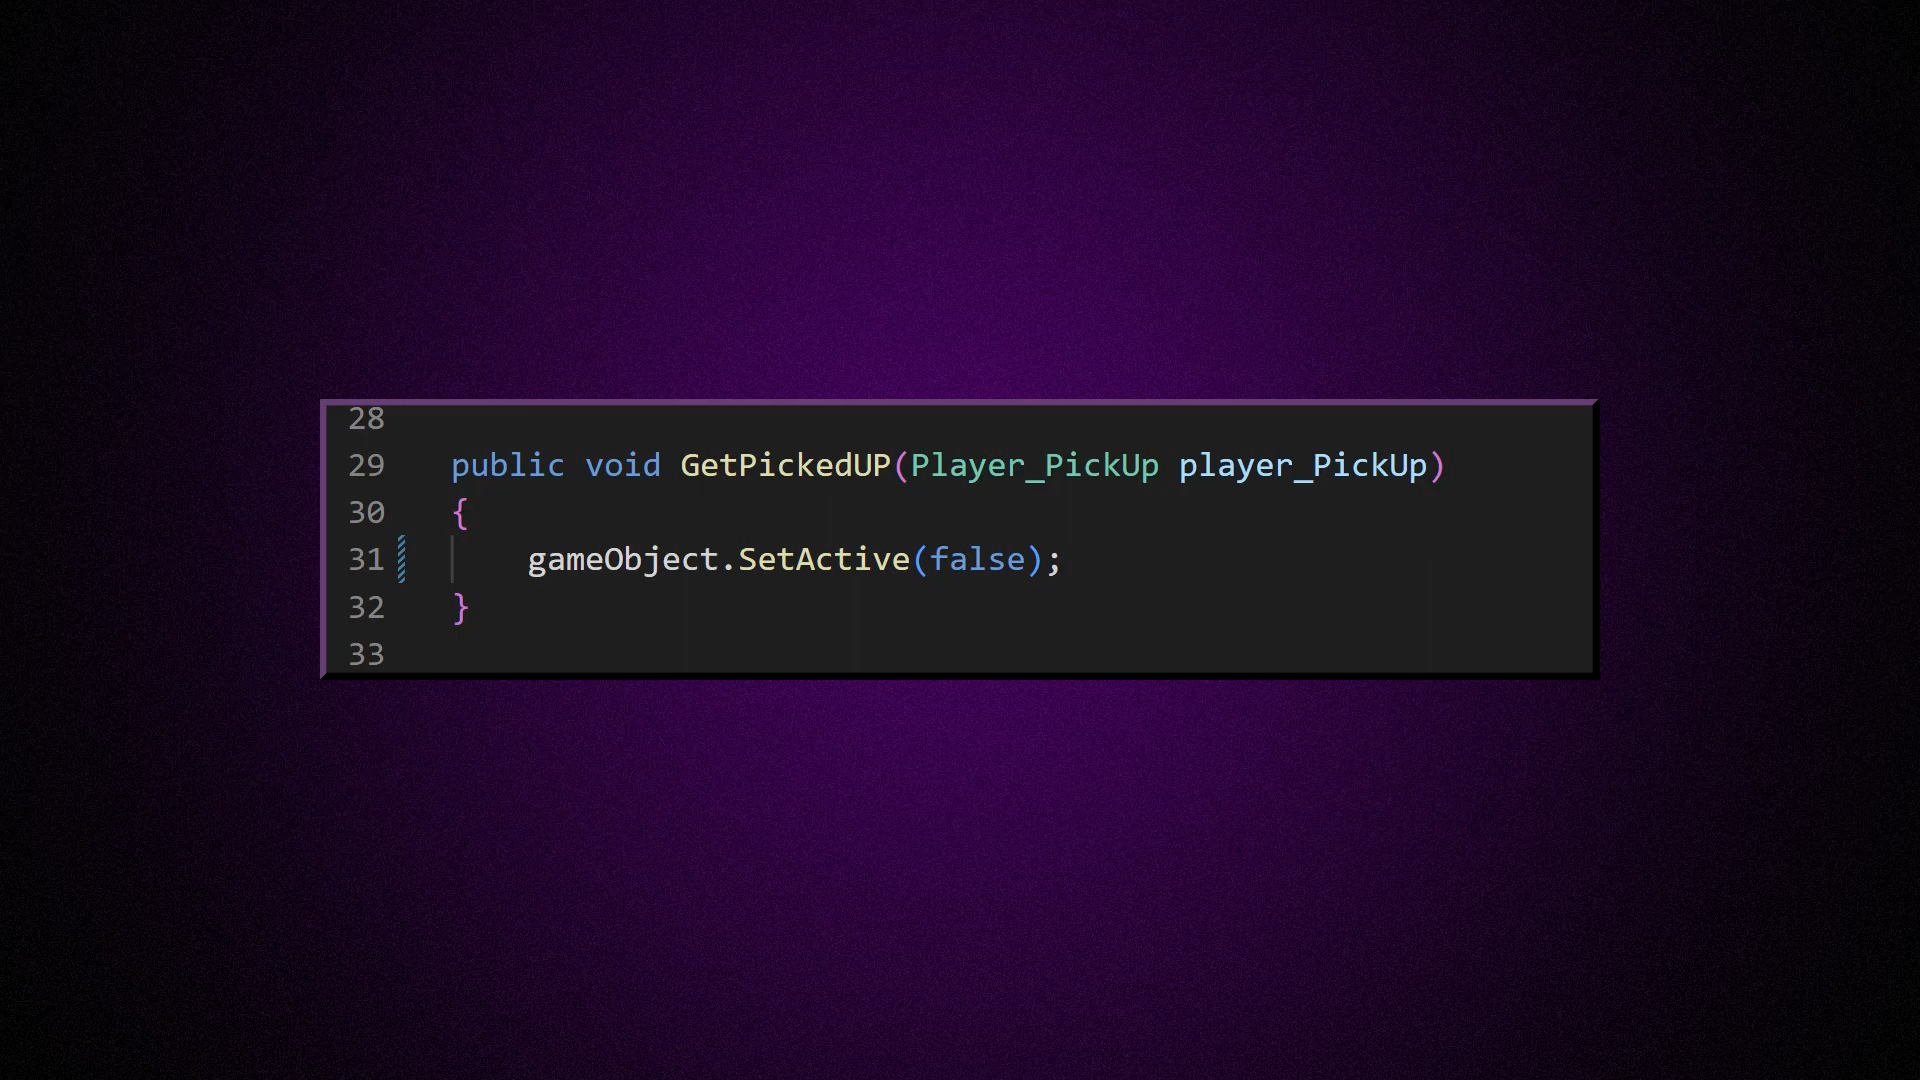 28
29 public void GetPickedUP(Player_PickUp player_PickUp)
30 {
31 gameObject.SetActive(false);
32 }
33